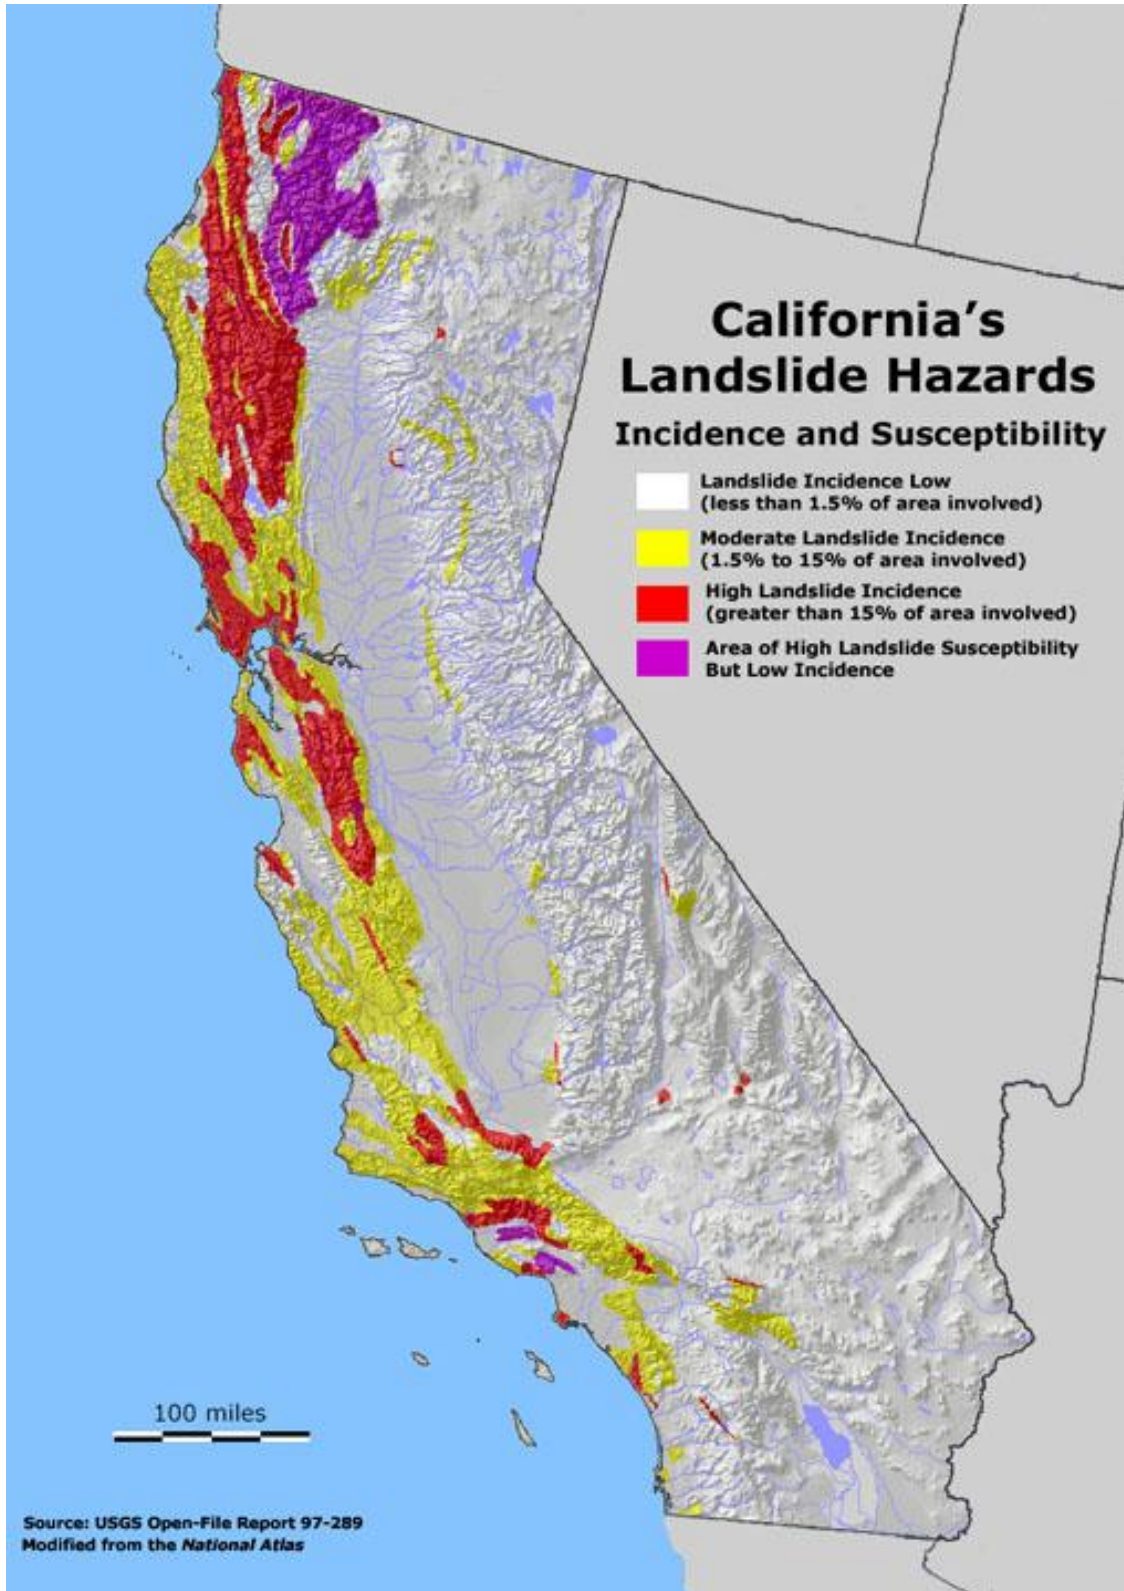 California's
Landslide Hazards
Incidence and Susceptibility
Landslide Incidence Low
(less than 1.5% of area involved)
Moderate Landslide Incidence
(1.5% to 15% of area involved)
High Landslide Incidence
(greater than 15% of area involved)
Area of High Landslide Susceptibility
But Low Incidence
100 miles
Source: USGS Open-File Report 97-289
Modified from the National Atlas